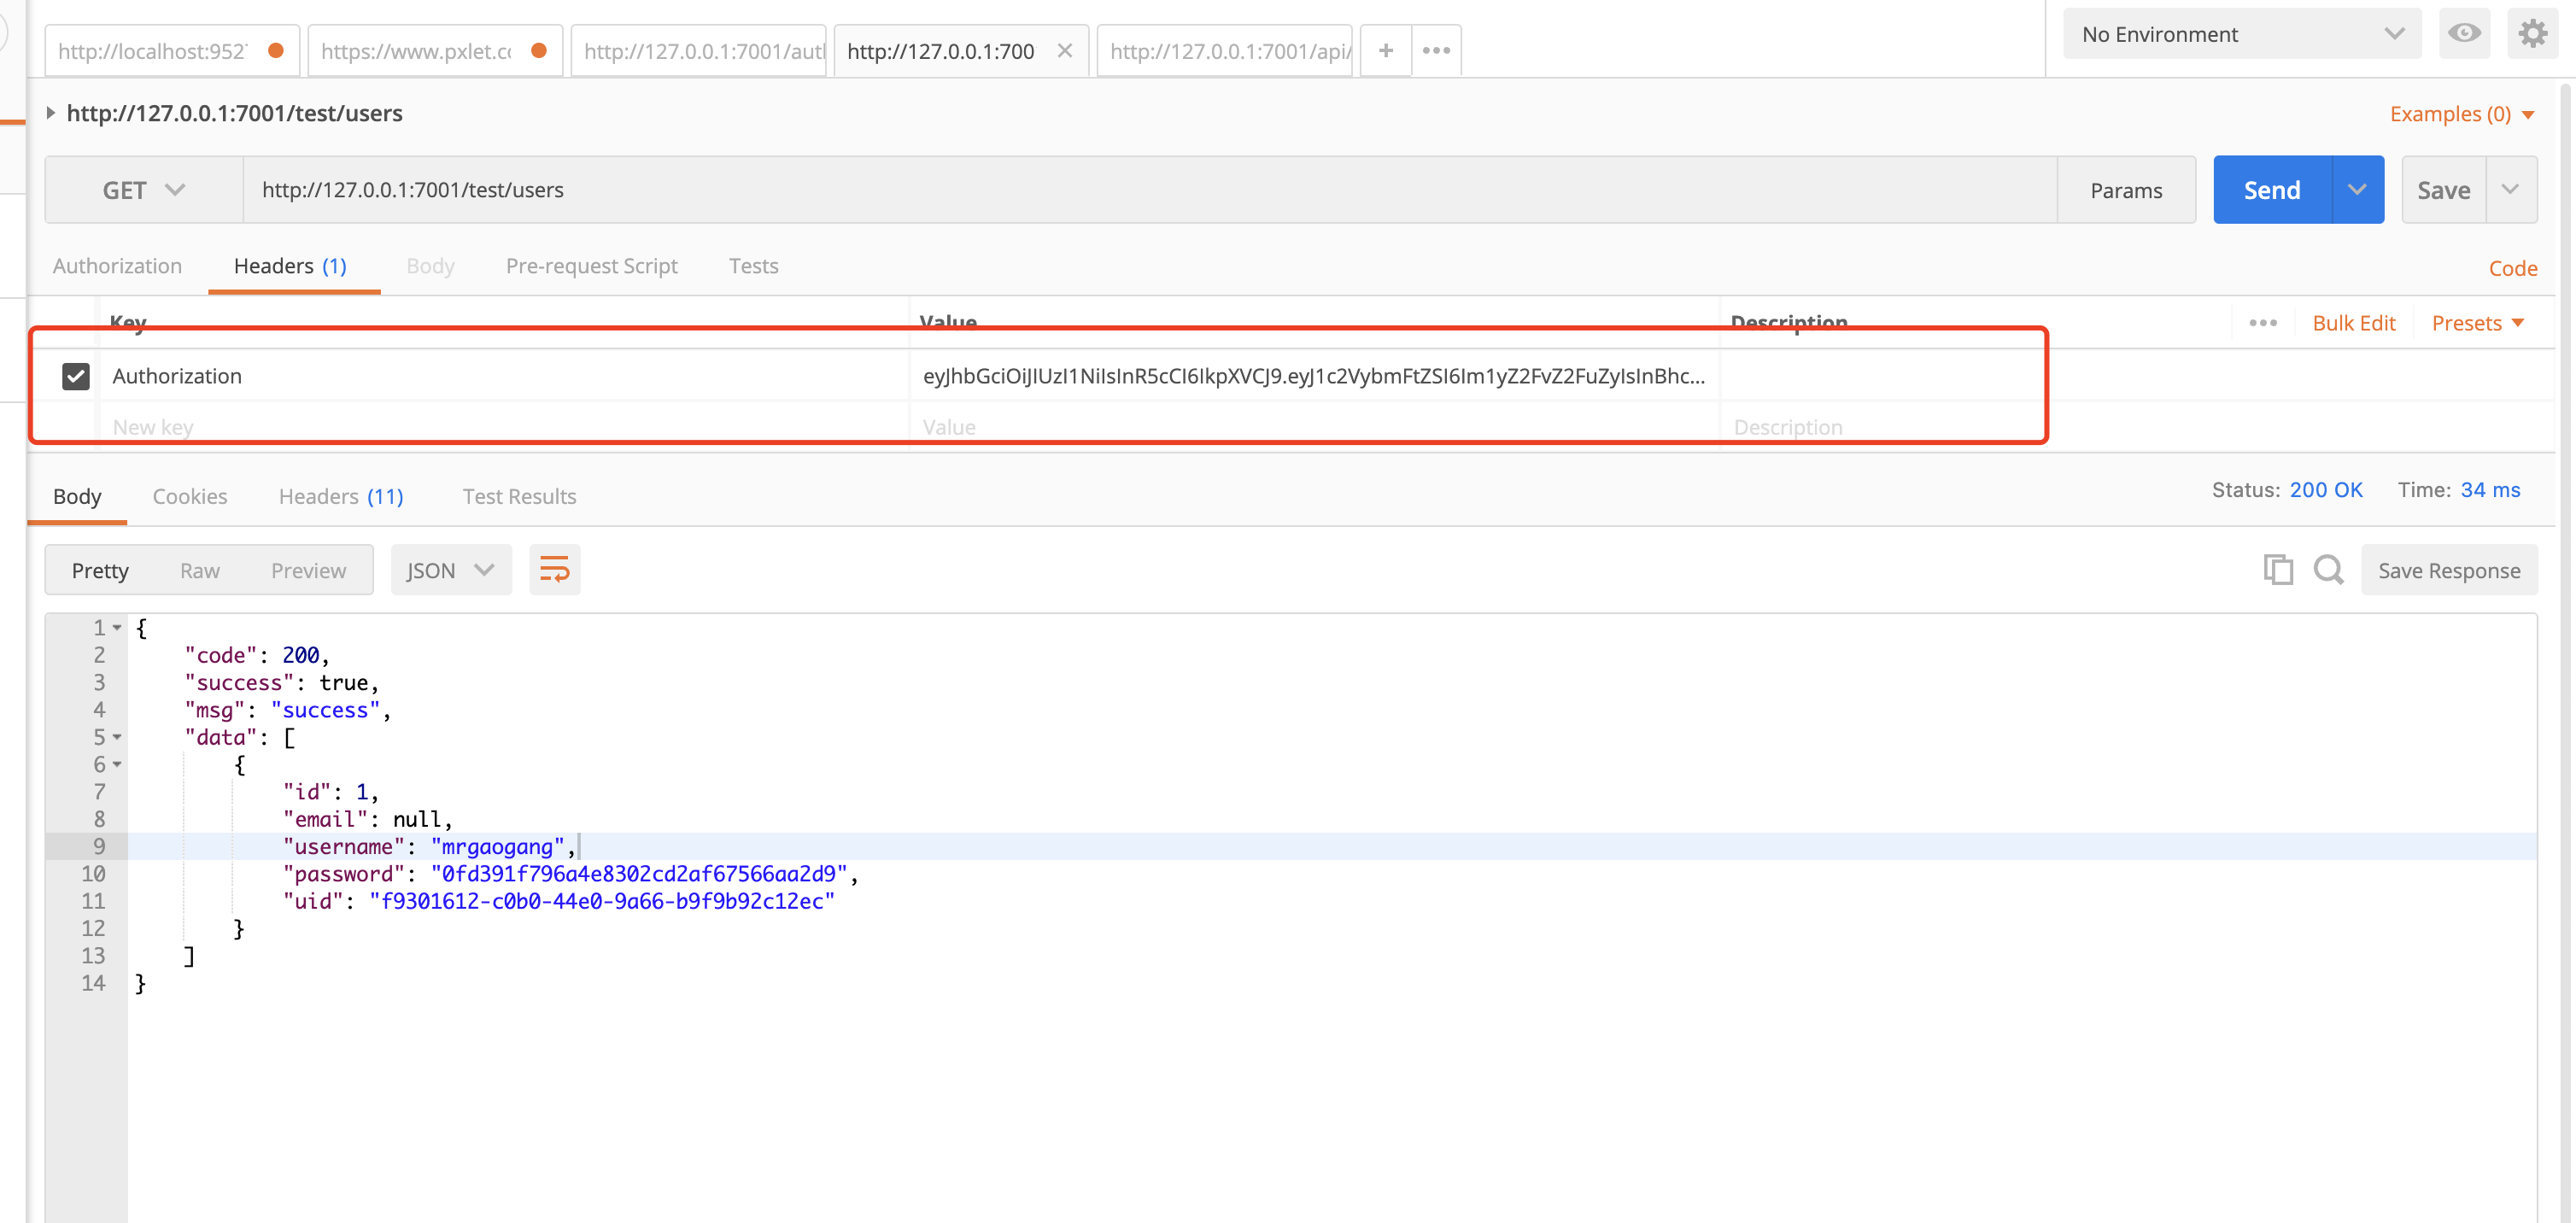 http://localhost:952 https://www.pxlet.co http://127.0.0.1:7001/aut http://127.0.0.1:700 http://127.0.0.1:7001/api/ No Environment
http://127.0.0.1:7001/test/users Examples (0)
GET http://127.0.0.1:7001/test/users Params Send Save
Authorization Headers (1) Body Pre-request Script Tests Code
Key Value Description Bulk Edit Presets
Authorization eyJhbGciOiJIUzI1NiIsInR5cCI6IkpXVCJ9.eyJ1c2VybmFtZSI6Im1yZ2FvZ2FuZyIsInBhc...
New key Value Description
Body Cookies Headers (11) Test Results Status: 200 OK Time: 34 ms
Pretty Raw Preview JSON Save Response
1 {
2 "code": 200,
3 "success": true,
4 "msg": "success",
5 "data": [
6 {
7 "id": 1,
8 "email": null,
9 "username": "mrgaogang",
10 "password": "0fd391f796a4e8302cd2af67566aa2d9",
11 "uid": "f9301612-c0b0-44e0-9a66-b9f9b92c12ec"
12 }
13 ]
14 }